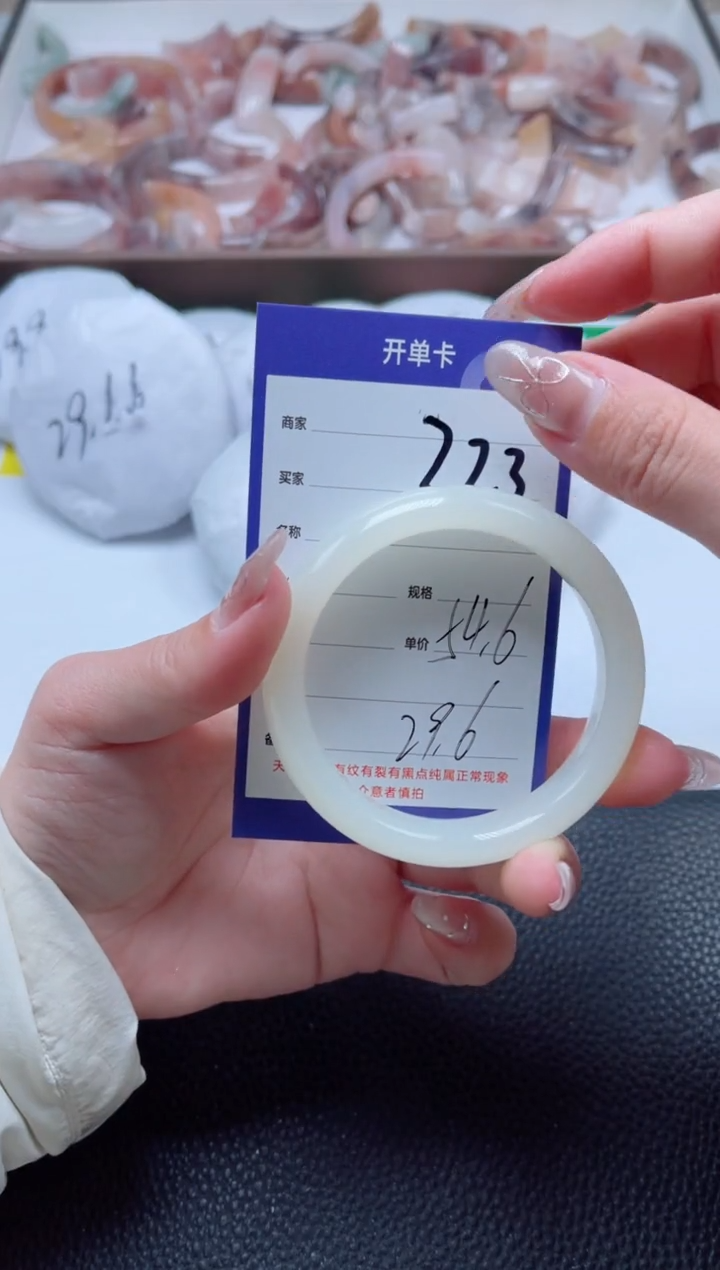 开单卡
商家 223
买家
名称
规格
54.6
单价
29.6
天 有纹有裂有黑点纯属正常现象
介意者慎拍